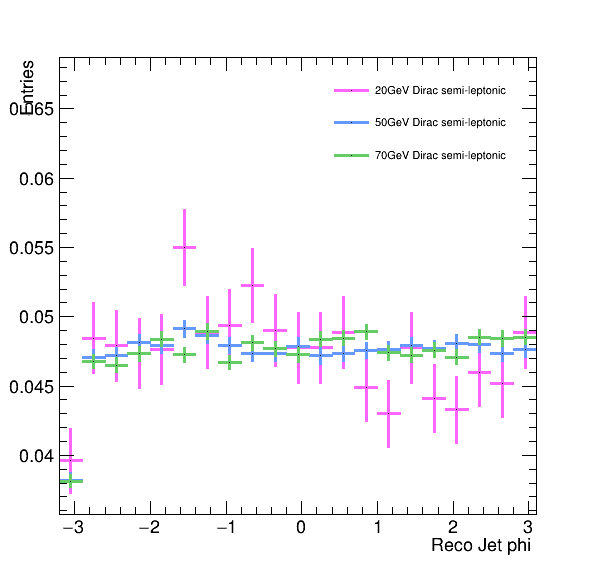 Entries
0.065
20GeV Dirac semi-leptonic
50GeV Dirac semi-leptonic
70GeV Dirac semi-leptonic
0.06
0.055
0.05
0.045
0.04
−3 −2 −1 0 1 2 3
Reco Jet phi